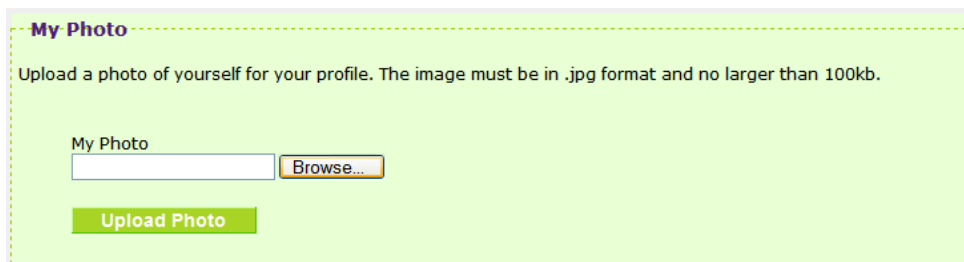 My Photo
Upload a photo of yourself for your profile. The image must be in .jpg format and no larger than 100kb.
My Photo
Browse...
Upload Photo